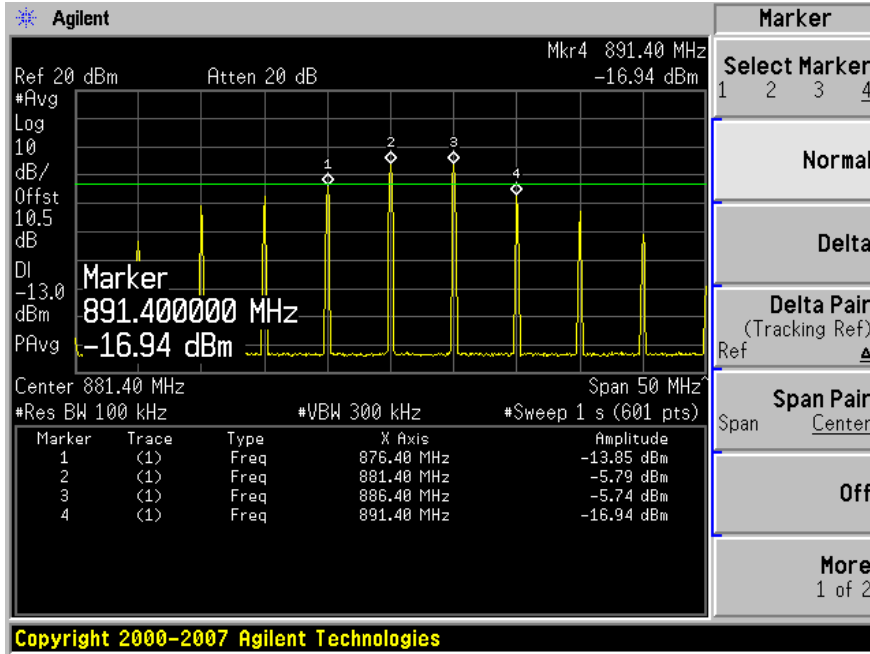 Agilent
Marker
Mkr4 891.40 MHz
Ref 20 dBm Atten 20 dB -16.94 dBm
#Avg
Log
10
dB/
Offst
10.5
dB
DI
-13.0
dBm
PAvg
1
2
3
4
Marker
891.400000 MHz
-16.94 dBm
Center 881.40 MHz Span 50 MHz^
#Res BW 100 kHz #VBW 300 kHz #Sweep 1 s (601 pts)
Marker Trace Type X Axis Amplitude
1 (1) Freq 876.40 MHz -13.85 dBm
2 (1) Freq 881.40 MHz -5.79 dBm
3 (1) Freq 886.40 MHz -5.74 dBm
4 (1) Freq 891.40 MHz -16.94 dBm
Select Marker
1 2 3 4
Normal
Delta
Delta Pair
(Tracking Ref)
Ref Δ
Span Pair
Span Center
Off
More
1 of 2
Copyright 2000-2007 Agilent Technologies